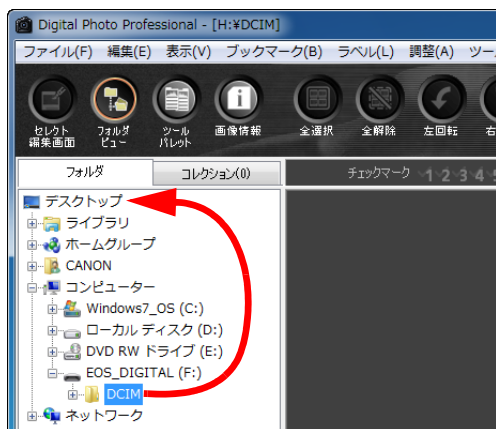 Digital Photo Professional - [H:¥DCIM]
ファイル(F) 編集(E) 表示(V) ブックマーク(B) ラベル(L) 調整(A) ツー
セレクト編集画面 フォルダビュー ツールパレット 画像情報 全選択 全解除 左回転 右
フォルダ コレクション(0) チェックマーク 1 2 3 4 5
デスクトップ
ライブラリ
ホームグループ
CANON
コンピューター
Windows7_OS (C:)
ローカル ディスク (D:)
DVD RW ドライブ (E:)
EOS_DIGITAL (F:)
DCIM
ネットワーク